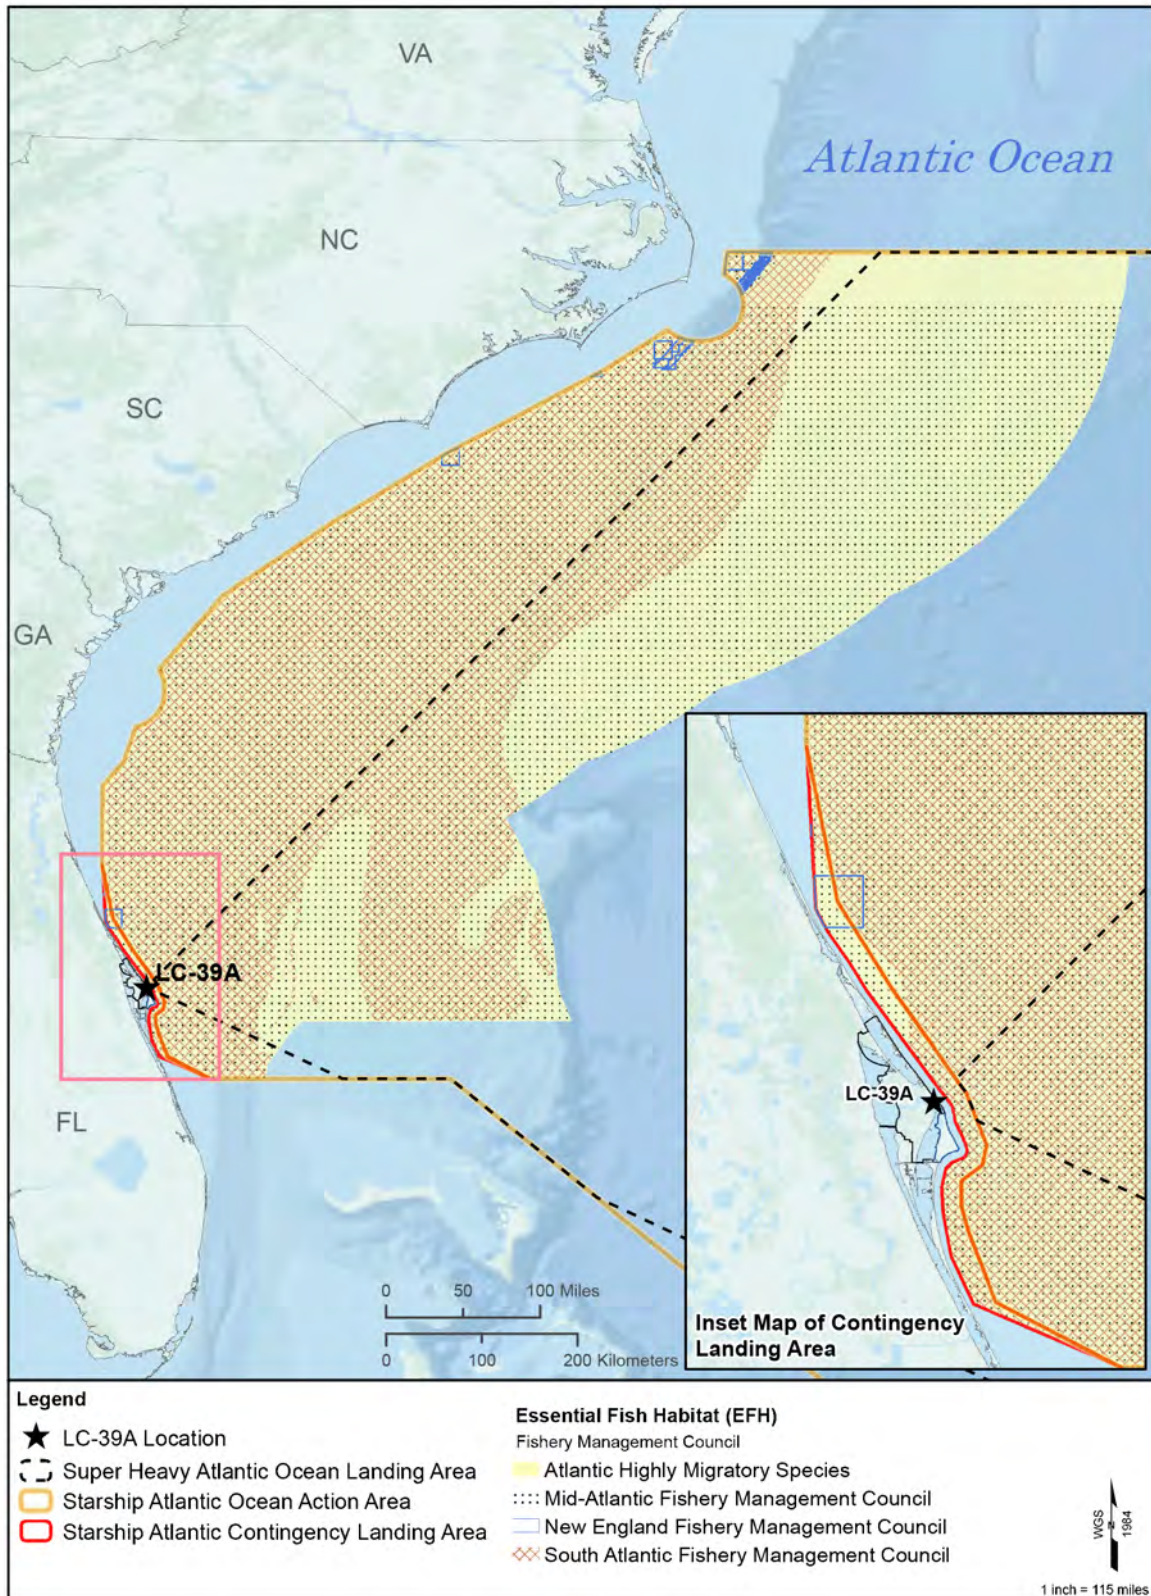 VA
Atlantic Ocean
NC
SC
GA
LC-39A
FL
0 50 100 Miles
0 100 200 Kilometers
LC-39A
Inset Map of Contingency
Landing Area
Legend
LC-39A Location
Super Heavy Atlantic Ocean Landing Area
Starship Atlantic Ocean Action Area
Starship Atlantic Contingency Landing Area
Essential Fish Habitat (EFH)
Fishery Management Council
Atlantic Highly Migratory Species
Mid-Atlantic Fishery Management Council
New England Fishery Management Council
South Atlantic Fishery Management Council
WGS
N
1984
1 inch = 115 miles